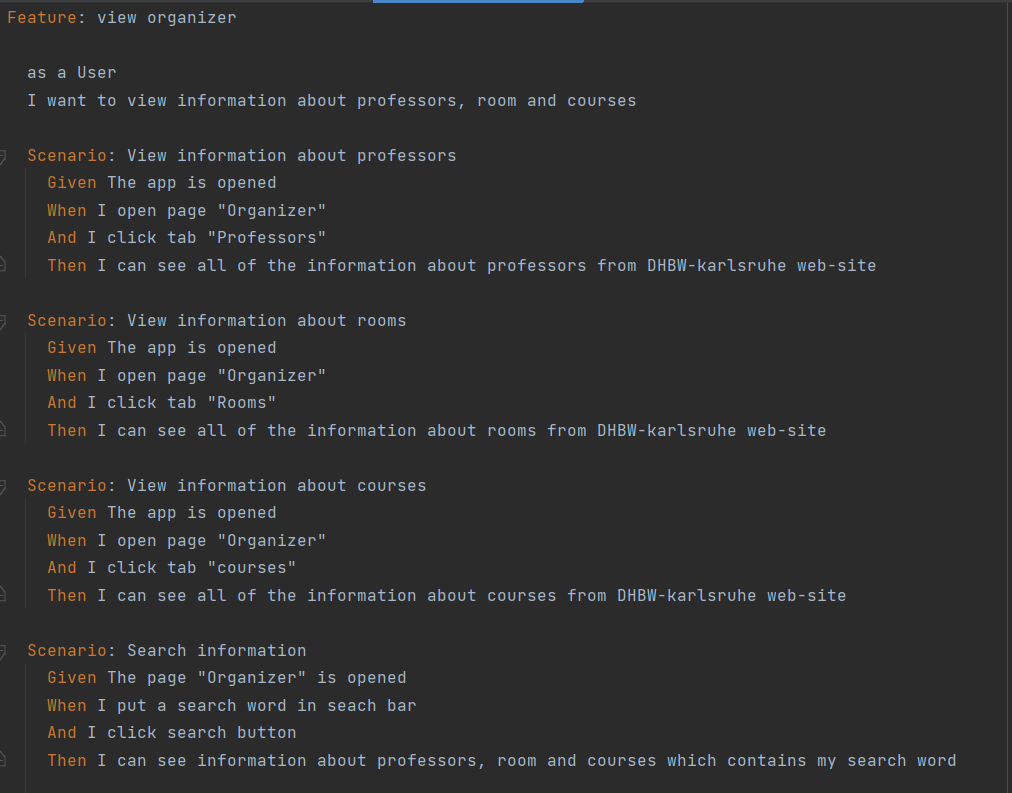 Feature: view organizer
as a User
I want to view information about professors, room and courses
Scenario: View information about professors
Given The app is opened
When I open page "Organizer"
And I click tab "Professors"
Then I can see all of the information about professors from DHBW-karlsruhe web-site
Scenario: View information about rooms
Given The app is opened
When I open page "Organizer"
And I click tab "Rooms"
Then I can see all of the information about rooms from DHBW-karlsruhe web-site
Scenario: View information about courses
Given The app is opened
When I open page "Organizer"
And I click tab "courses"
Then I can see all of the information about courses from DHBW-karlsruhe web-site
Scenario: Search information
Given The page "Organizer" is opened
When I put a search word in seach bar
And I click search button
Then I can see information about professors, room and courses which contains my search word